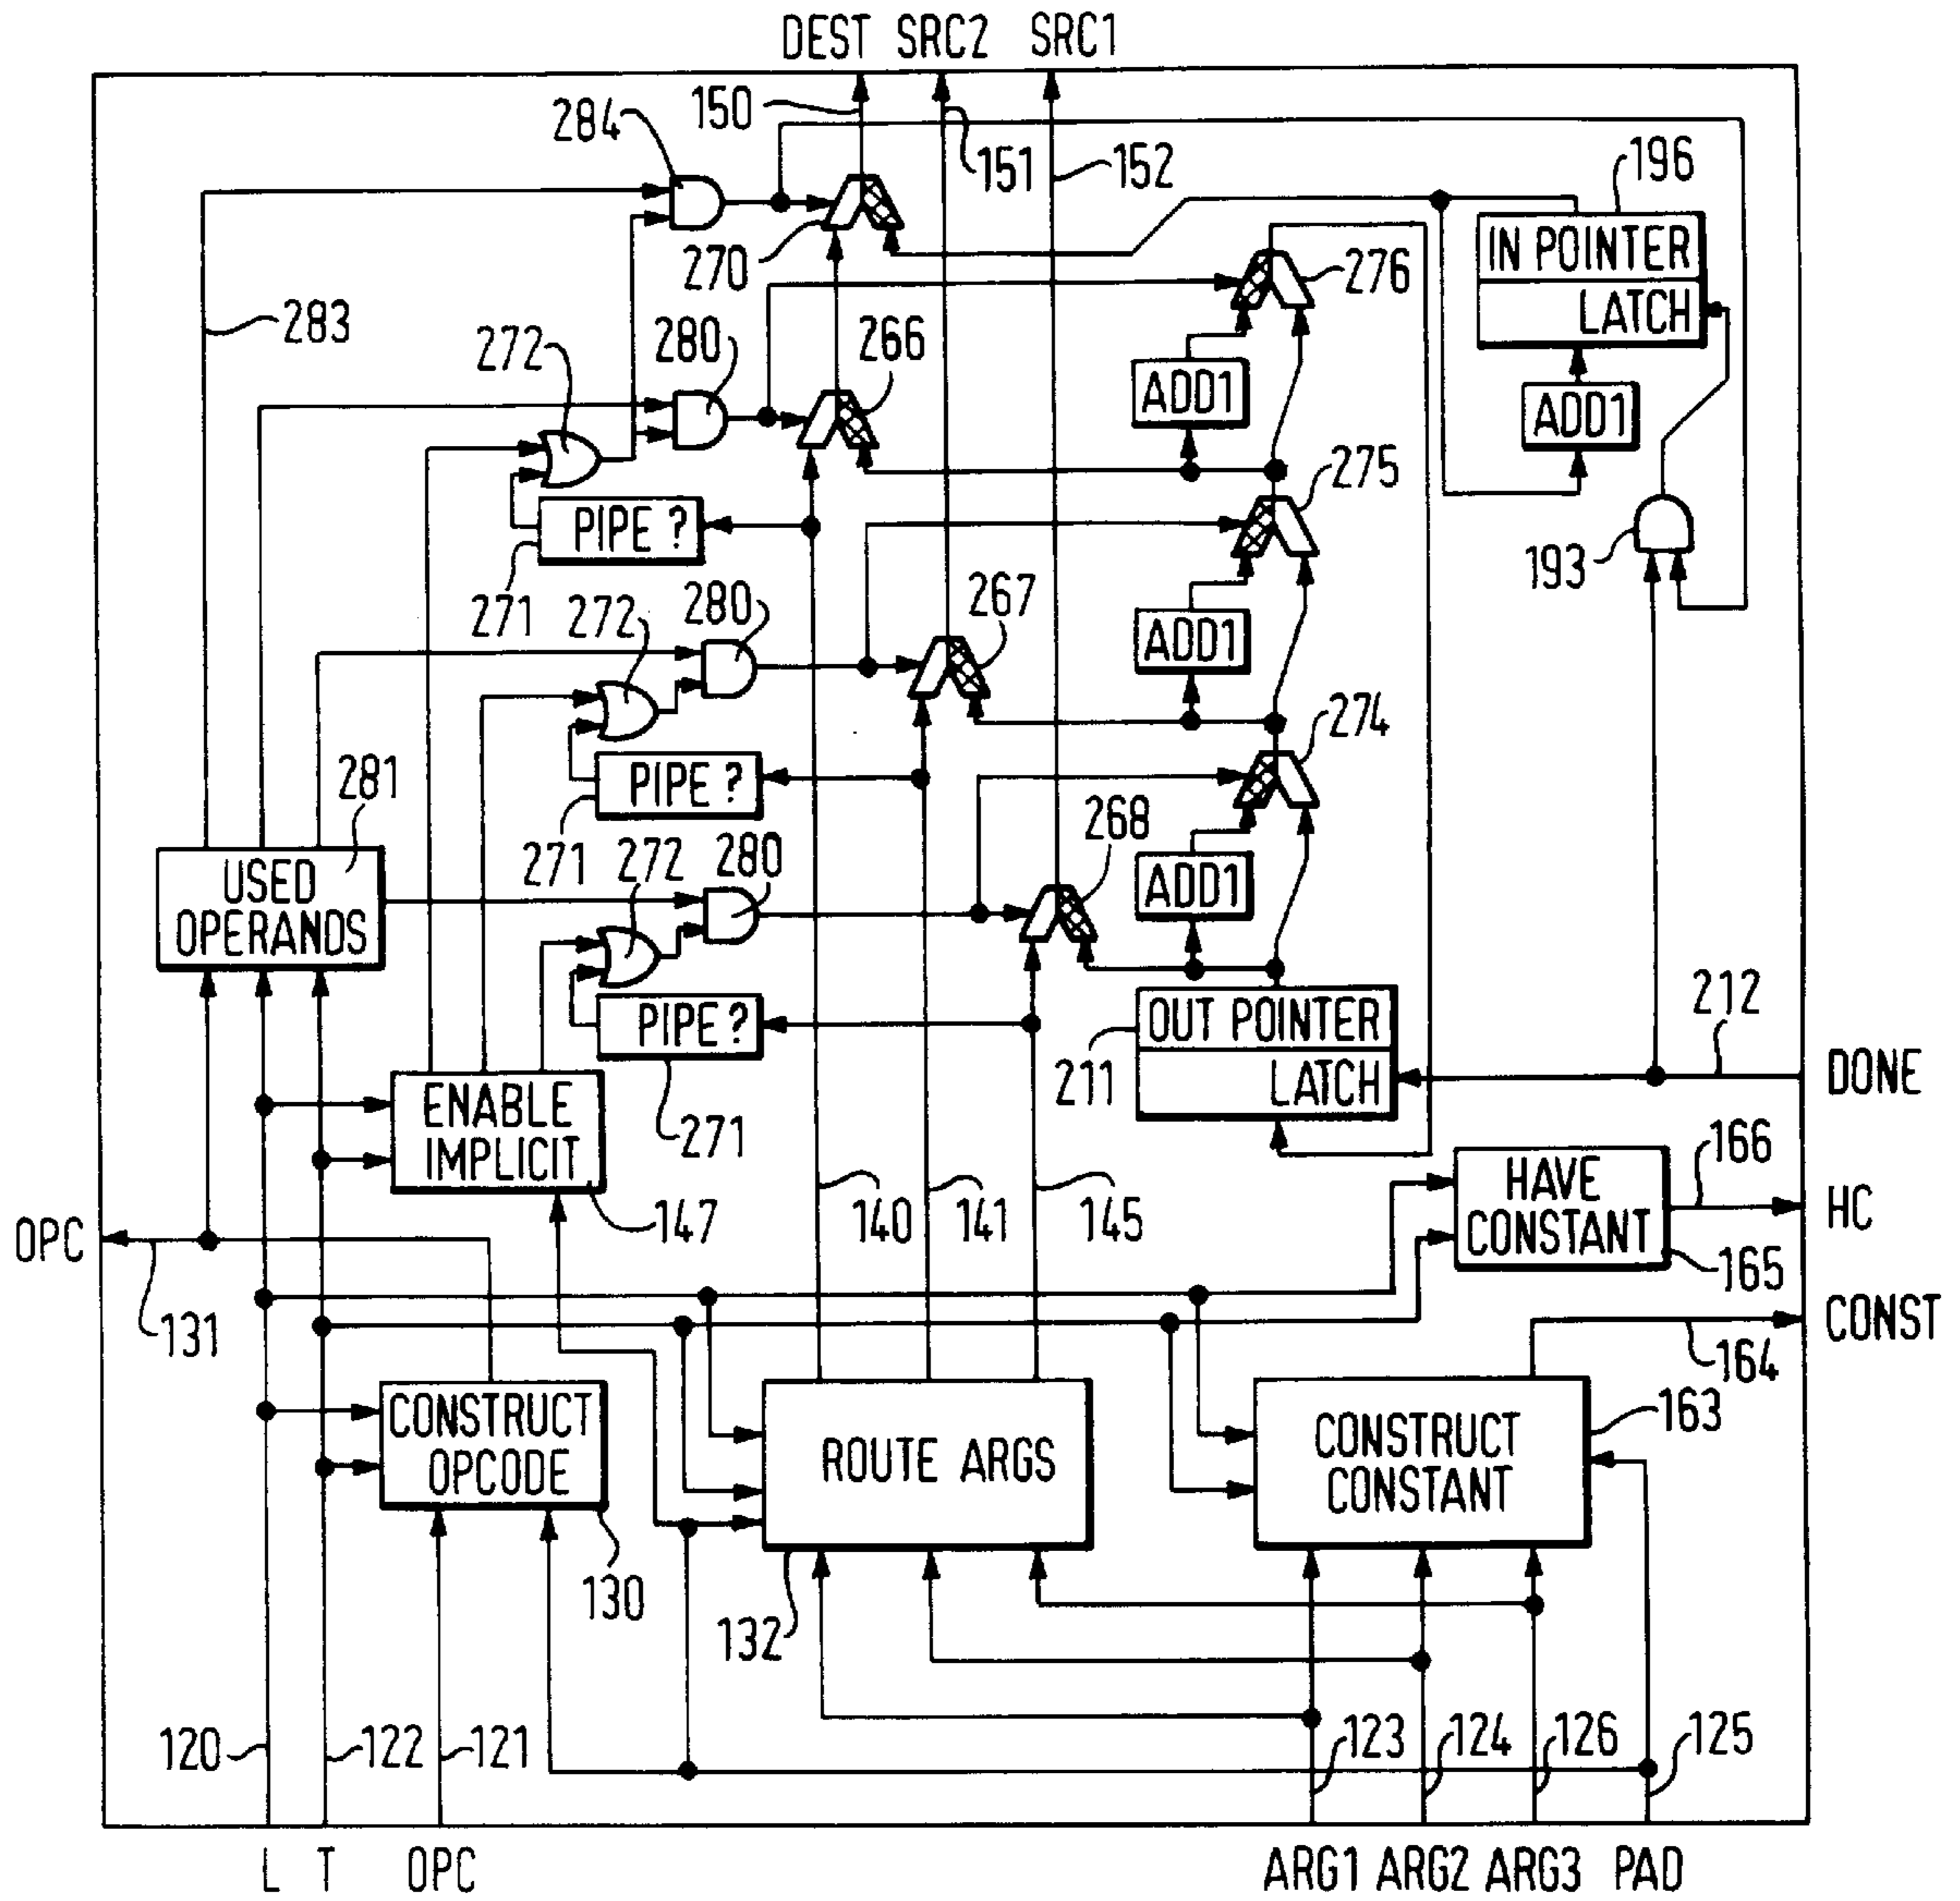 DEST SRC2 SRC1
150
284
151
152
196
IN POINTER
LATCH
270
276
283
272
280
266
ADD1
ADD1
275
PIPE ?
193
271
272
280
267
ADD1
274
281
PIPE ?
271
272
280
268
ADD1
USED
OPERANDS
PIPE ?
OUT POINTER
LATCH
211
212
DONE
ENABLE
IMPLICIT
271
147
140
141
145
HAVE
CONSTANT
166
HC
165
OPC
131
CONST
164
CONSTRUCT
OPCODE
ROUTE ARGS
CONSTRUCT
CONSTANT
163
130
132
120
122
121
123
124
126
125
L T OPC
ARG1 ARG2 ARG3 PAD